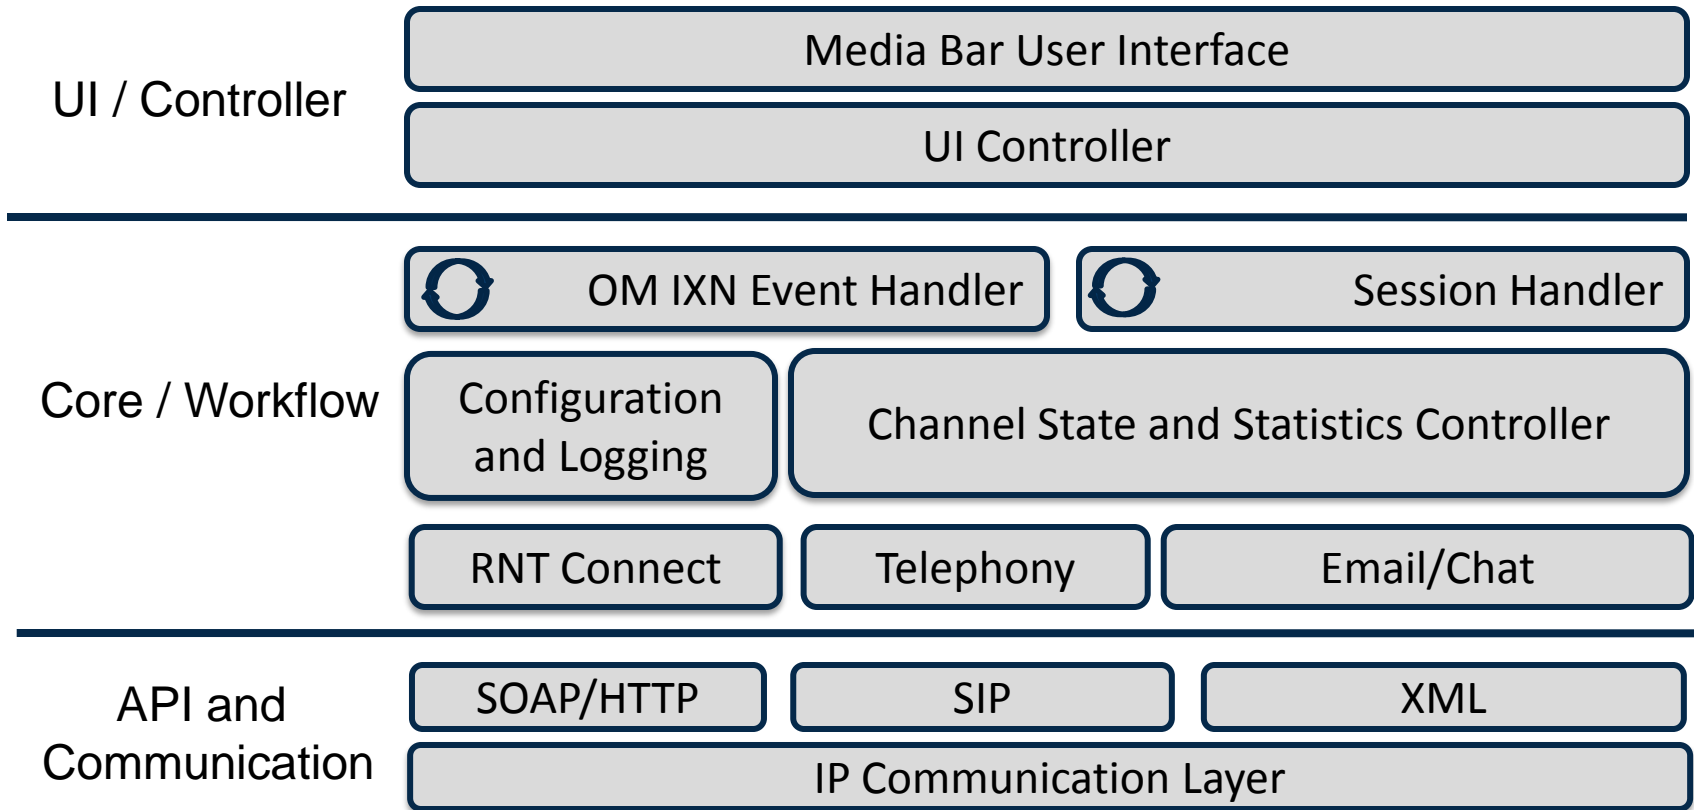 Media Bar User Interface
UI / Controller
UI Controller
OM IXN Event Handler
Session Handler
Core / Workflow
Configuration
and Logging
Channel State and Statistics Controller
RNT Connect
Telephony
Email/Chat
API and
Communication
SOAP/HTTP
SIP
XML
IP Communication Layer